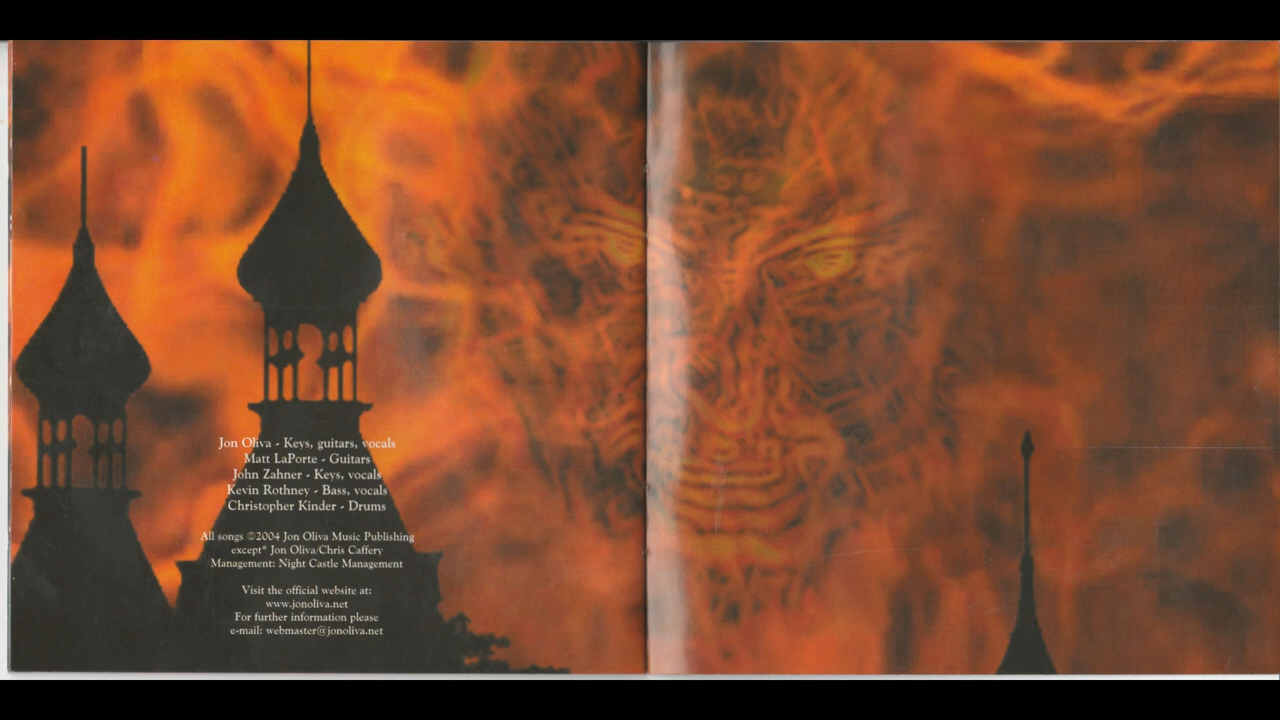 Jon Oliva - Keys, guitars, vocals
Matt LaPorte - Guitars
John Zahner - Keys, vocals
Kevin Rothney - Bass, vocals
Christopher Kinder - Drums
All songs ©2004 Jon Oliva Music Publishing
except* Jon Oliva/Chris Caffery
Management: Night Castle Management
Visit the official website at:
www.jonoliva.net
For further information please
e-mail: webmaster@jonoliva.net